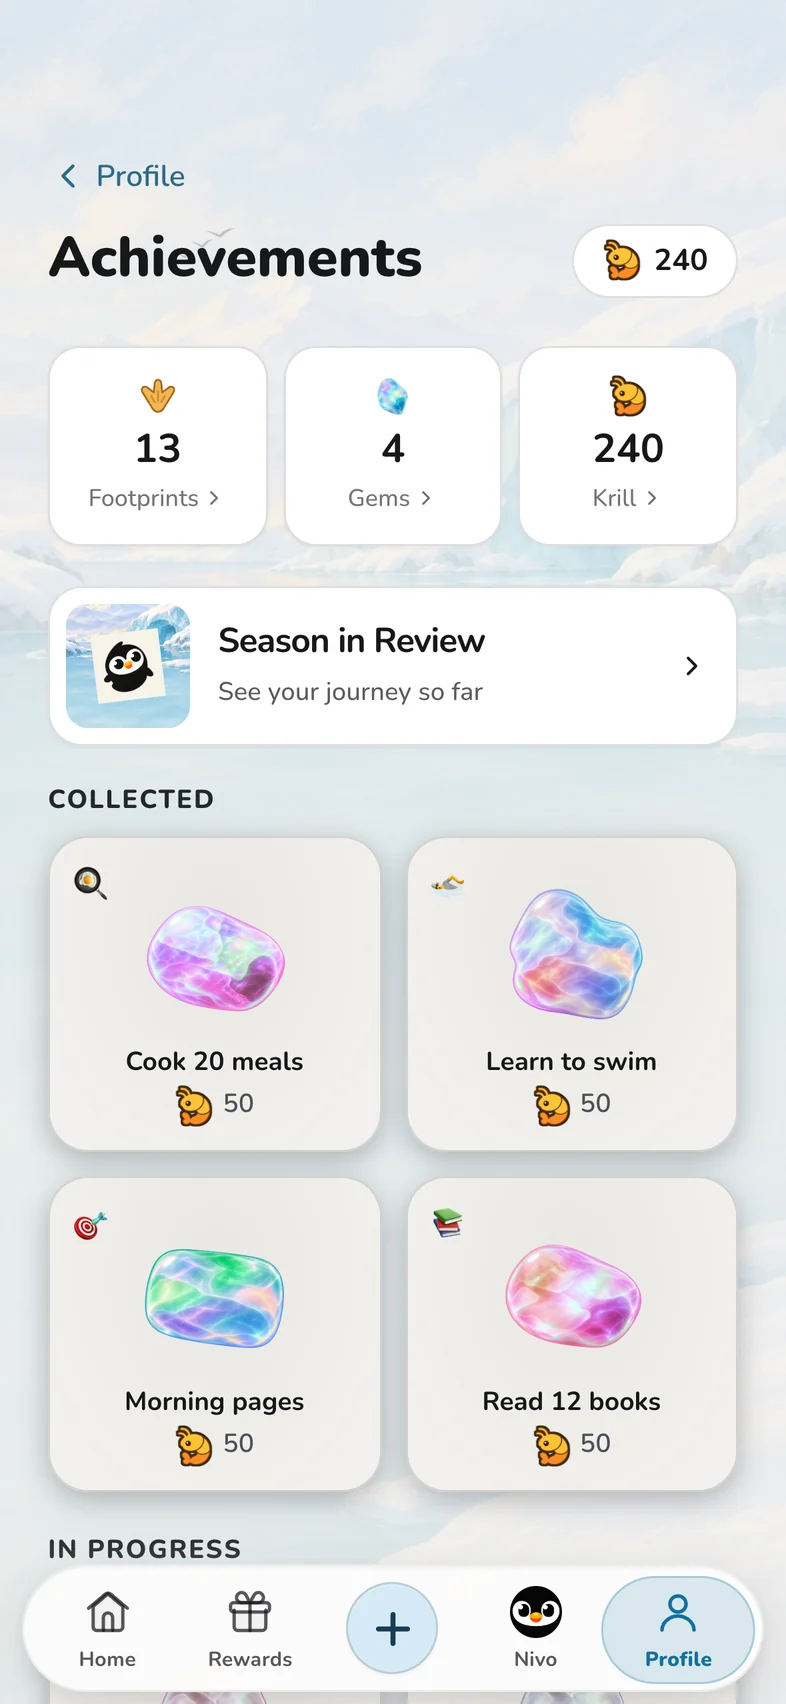 Profile
Achievements
240
13
Footprints
4
Gems
240
Krill
Season in Review
See your journey so far
COLLECTED
Cook 20 meals
50
Learn to swim
50
Morning pages
50
Read 12 books
50
IN PROGRESS
Home
Rewards
Nivo
Profile